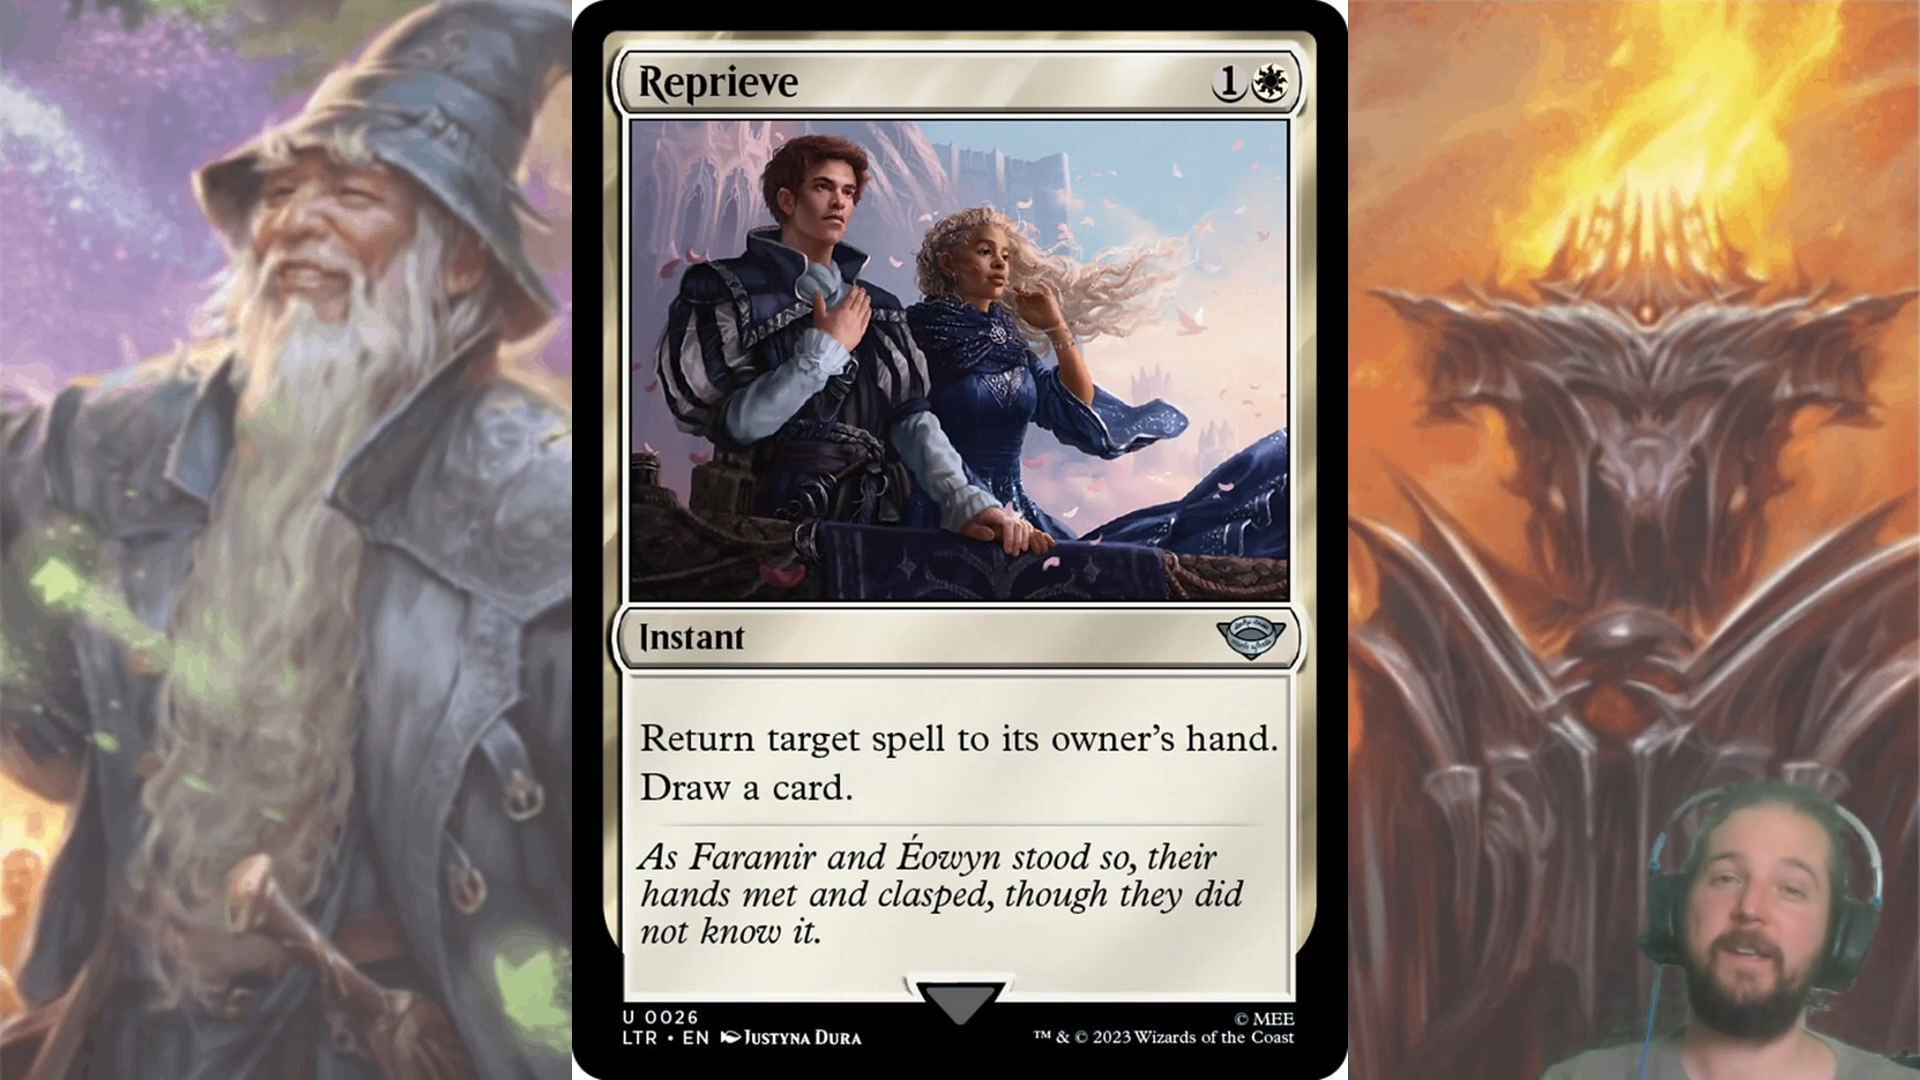 Reprieve
1
Instant
Return target spell to its owner's hand.
Draw a card.
As Faramir and Éowyn stood so, their
hands met and clasped, though they did
not know it.
U 0026
LTR • EN JUSTYNA DURA
© MEE
™ & © 2023 Wizards of the Coast